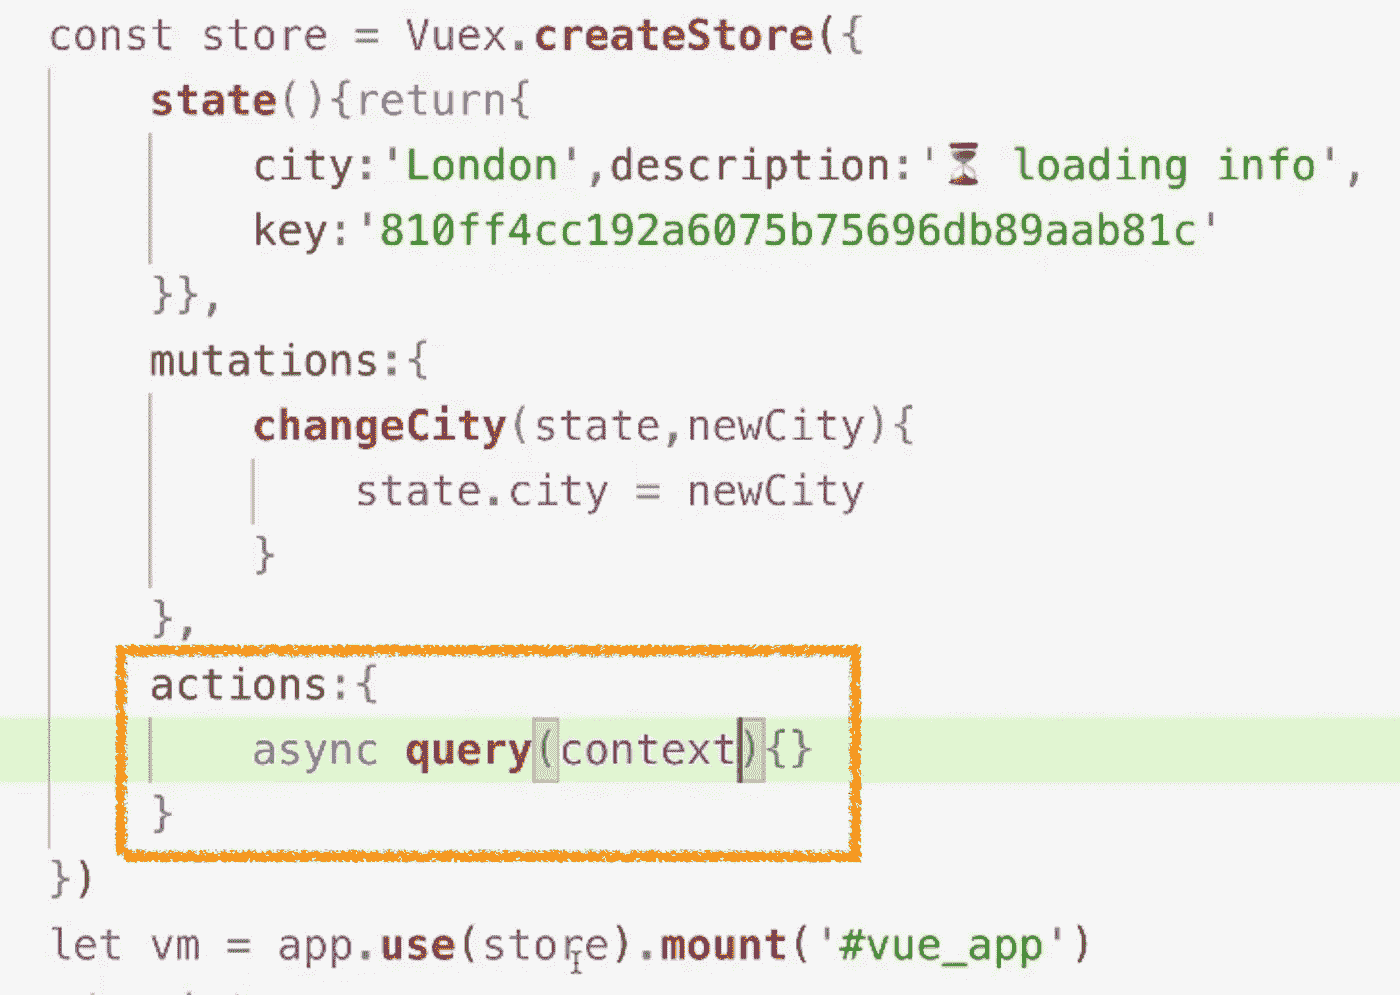 const store = Vuex.createStore({
state(){return{
city:'London',description:'⏳ loading info',
key:'810ff4cc192a6075b75696db89aab81c'
}},
mutations:{
changeCity(state,newCity){
state.city = newCity
}
},
actions:{
async query(context){}
}
})
let vm = app.use(store).mount('#vue_app')